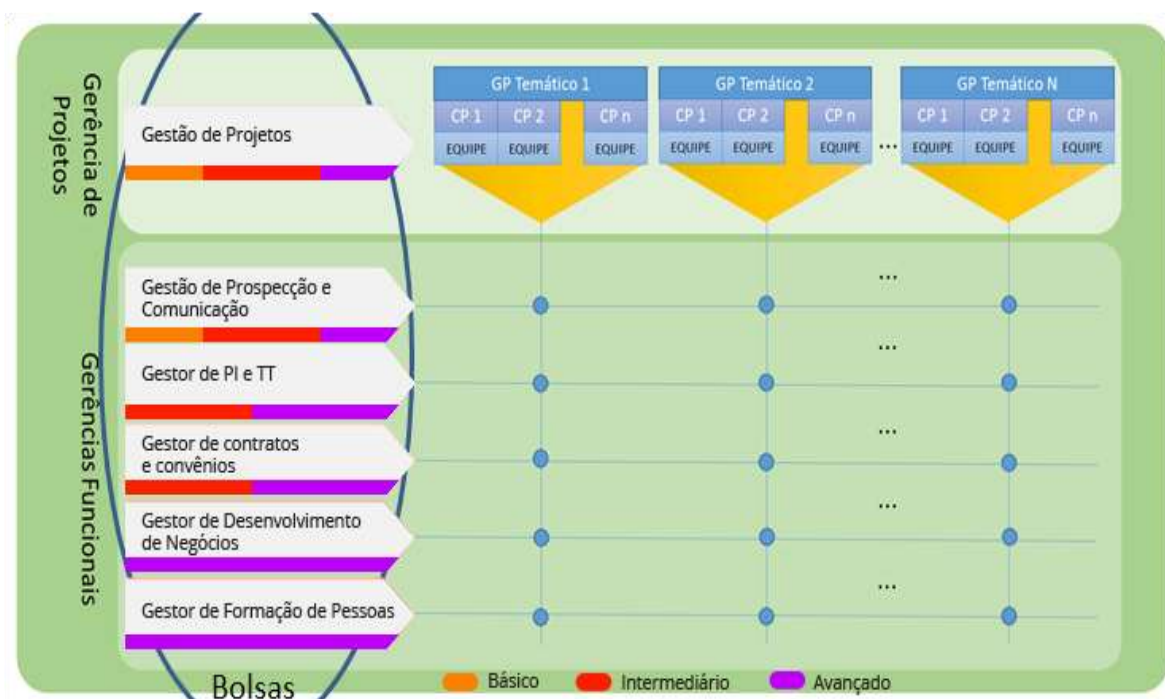 Gerência de
Projetos
Gestão de Projetos
GP Temático 1
CP 1 CP 2 CP n
EQUIPE EQUIPE EQUIPE
GP Temático 2
CP 1 CP 2 CP n
EQUIPE EQUIPE EQUIPE
...
GP Temático N
CP 1 CP 2 CP n
EQUIPE EQUIPE EQUIPE
Gerências Funcionais
Gestão de Prospecção e
Comunicação
...
Gestor de PI e TT
...
Gestor de contratos
e convênios
...
Gestor de Desenvolvimento
de Negócios
...
Gestor de Formação de Pessoas
...
Bolsas
Básico
Intermediário
Avançado